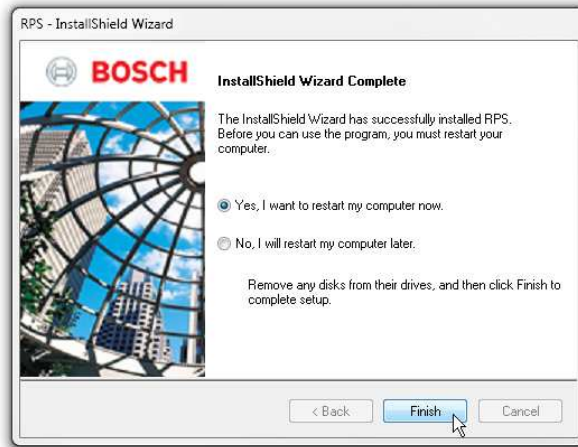 RPS - InstallShield Wizard
BOSCH
InstallShield Wizard Complete
The InstallShield Wizard has successfully installed RPS.
Before you can use the program, you must restart your
computer.
Yes, I want to restart my computer now.
No, I will restart my computer later.
Remove any disks from their drives, and then click Finish to
complete setup.
< Back
Finish
Cancel